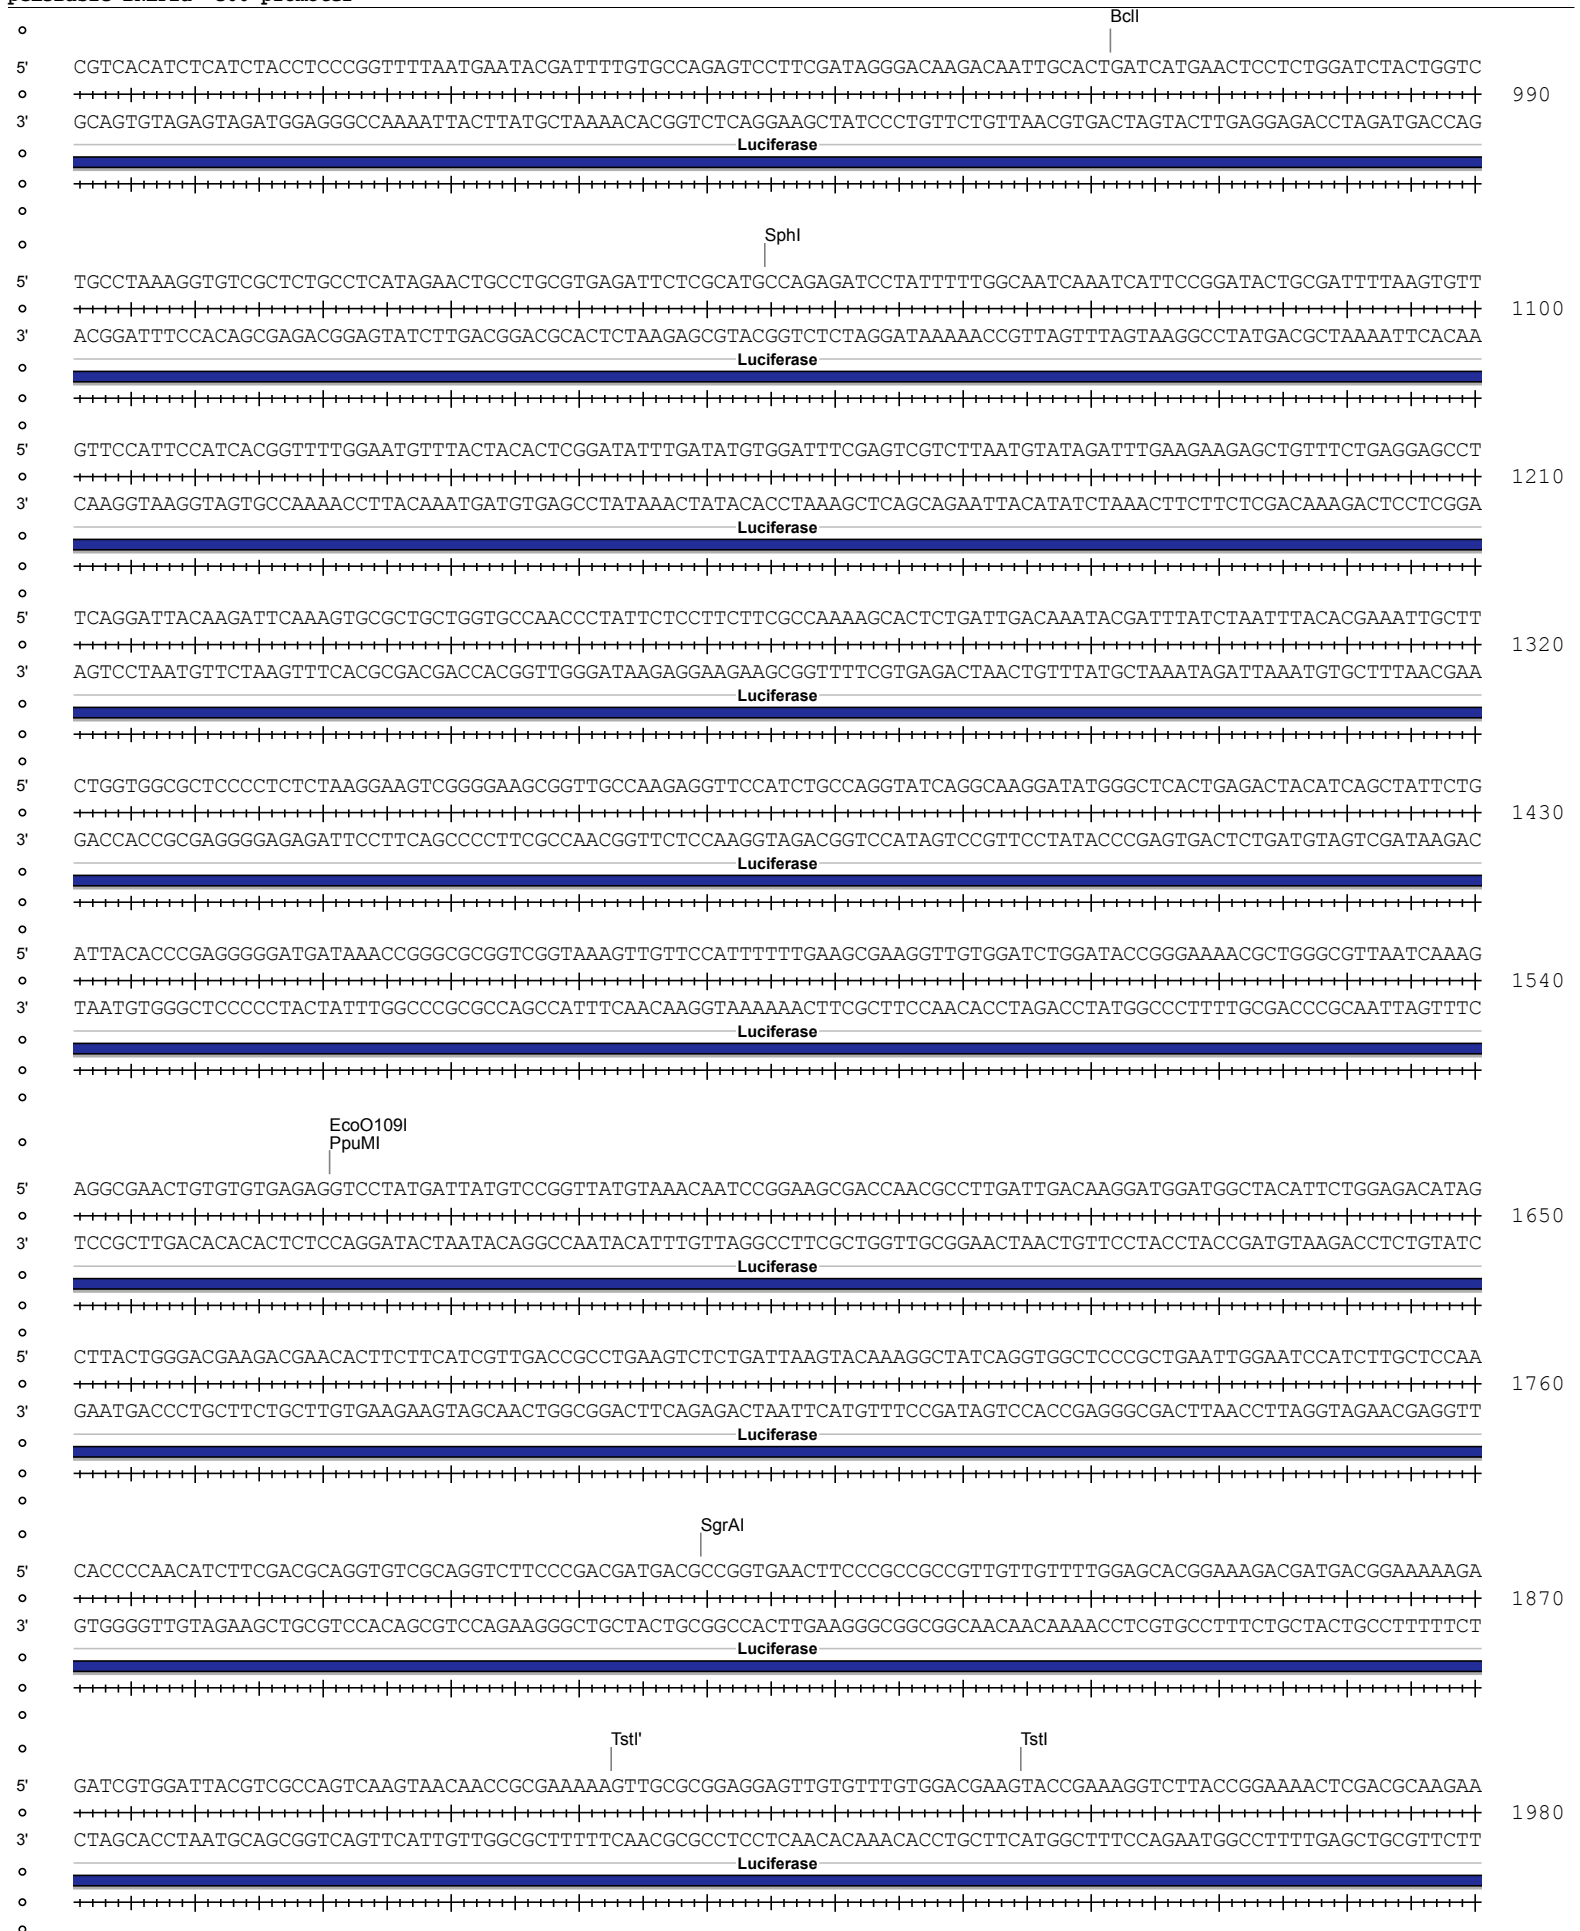 BclI
5' CGTCACATCTCATCTACCTCCCGGTTTTAATGAATACGATTTTGTGCCAGAGTCCTTCGATAGGGACAAGACAATTGCACTGATCATGAACTCCTCTGGATCTACTGGTC
990
3' GCAGTGTAGAGTAGATGGAGGGCCAAAATTACTTATGCTAAAACACGGTCTCAGGAAGCTATCCCTGTTCTGTTAACGTGACTAGTACTTGAGGAGACCTAGATGACCAG
Luciferase
SphI
5' TGCCTAAAGGTGTCGCTCTGCCTCATAGAACTGCCTGCGTGAGATTCTCGCATGCCAGAGATCCTATTTTTGGCAATCAAATCATTCCGGATACTGCGATTTTAAGTGTT
1100
3' ACGGATTTCCACAGCGAGACGGAGTATCTTGACGGACGCACTCTAAGAGCGTACGGTCTCTAGGATAAAAACCGTTAGTTTAGTAAGGCCTATGACGCTAAAATTCACAA
Luciferase
5' GTTCCATTCCATCACGGTTTTGGAATGTTTACTACACTCGGATATTTGATATGTGGATTTCGAGTCGTCTTAATGTATAGATTTGAAGAAGAGCTGTTTCTGAGGAGCCT
1210
3' CAAGGTAAGGTAGTGCCAAAACCTTACAAATGATGTGAGCCTATAAACTATACACCTAAAGCTCAGCAGAATTACATATCTAAACTTCTTCTCGACAAAGACTCCTCGGA
Luciferase
5' TCAGGATTACAAGATTCAAAGTGCGCTGCTGGTGCCAACCCTATTCTCCTTCTTCGCCAAAAGCACTCTGATTGACAAATACGATTTATCTAATTTACACGAAATTGCTT
1320
3' AGTCCTAATGTTCTAAGTTTCACGCGACGACCACGGTTGGGATAAGAGGAAGAAGCGGTTTTCGTGAGACTAACTGTTTATGCTAAATAGATTAAATGTGCTTTAACGAA
Luciferase
5' CTGGTGGCGCTCCCCTCTCTAAGGAAGTCGGGGAAGCGGTTGCCAAGAGGTTCCATCTGCCAGGTATCAGGCAAGGATATGGGCTCACTGAGACTACATCAGCTATTCTG
1430
3' GACCACCGCGAGGGGAGAGATTCCTTCAGCCCCTTCGCCAACGGTTCTCCAAGGTAGACGGTCCATAGTCCGTTCCTATACCCGAGTGACTCTGATGTAGTCGATAAGAC
Luciferase
5' ATTACACCCGAGGGGGATGATAAACCGGGCGCGGTCGGTAAAGTTGTTCCATTTTTTGAAGCGAAGGTTGTGGATCTGGATACCGGGAAAACGCTGGGCGTTAATCAAAG
1540
3' TAATGTGGGCTCCCCCTACTATTTGGCCCGCGCCAGCCATTTCAACAAGGTAAAAAACTTCGCTTCCAACACCTAGACCTATGGCCCTTTTGCGACCCGCAATTAGTTTC
Luciferase
EcoO109I
PpuMI
5' AGGCGAACTGTGTGTGAGAGGTCCTATGATTATGTCCGGTTATGTAAACAATCCGGAAGCGACCAACGCCTTGATTGACAAGGATGGATGGCTACATTCTGGAGACATAG
1650
3' TCCGCTTGACACACACTCTCCAGGATACTAATACAGGCCAATACATTTGTTAGGCCTTCGCTGGTTGCGGAACTAACTGTTCCTACCTACCGATGTAAGACCTCTGTATC
Luciferase
5' CTTACTGGGACGAAGACGAACACTTCTTCATCGTTGACCGCCTGAAGTCTCTGATTAAGTACAAAGGCTATCAGGTGGCTCCCGCTGAATTGGAATCCATCTTGCTCCAA
1760
3' GAATGACCCTGCTTCTGCTTGTGAAGAAGTAGCAACTGGCGGACTTCAGAGACTAATTCATGTTTCCGATAGTCCACCGAGGGCGACTTAACCTTAGGTAGAACGAGGTT
Luciferase
SgrAI
5' CACCCCAACATCTTCGACGCAGGTGTCGCAGGTCTTCCCGACGATGACGCCGGTGAACTTCCCGCCGCCGTTGTTGTTTTGGAGCACGGAAAGACGATGACGGAAAAAGA
1870
3' GTGGGGTTGTAGAAGCTGCGTCCACAGCGTCCAGAAGGGCTGCTACTGCGGCCACTTGAAGGGCGGCGGCAACAACAAAACCTCGTGCCTTTCTGCTACTGCCTTTTTCT
Luciferase
TstI' TstI
5' GATCGTGGATTACGTCGCCAGTCAAGTAACAACCGCGAAAAAGTTGCGCGGAGGAGTTGTGTTTGTGGACGAAGTACCGAAAGGTCTTACCGGAAAACTCGACGCAAGAA
1980
3' CTAGCACCTAATGCAGCGGTCAGTTCATTGTTGGCGCTTTTTCAACGCGCCTCCTCAACACAAACACCTGCTTCATGGCTTTCCAGAATGGCCTTTTGAGCTGCGTTCTT
Luciferase